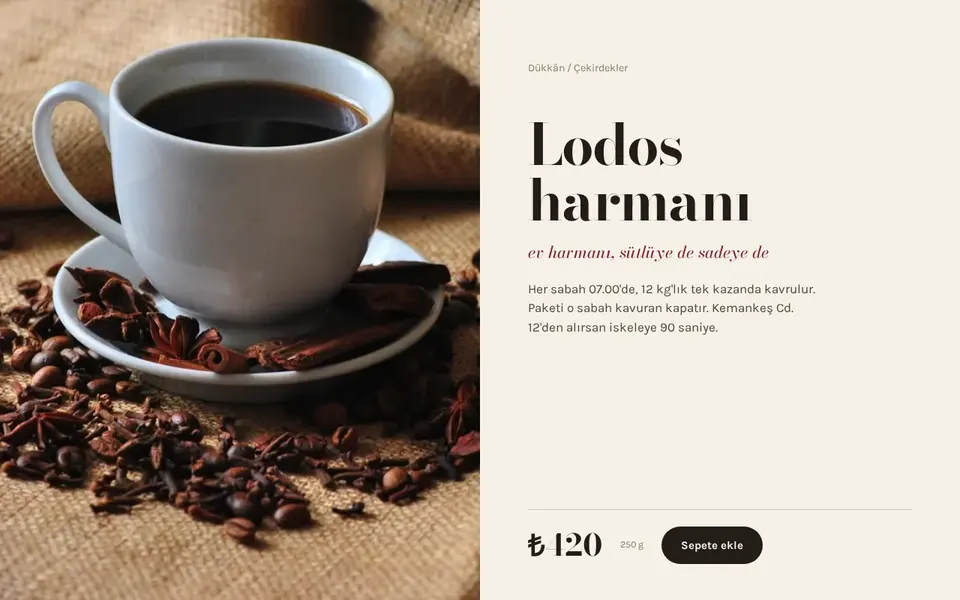 Dükkân / Çekirdekler
Lodos
harmanı
ev harmanı, sütlüye de sadeye de
Her sabah 07.00'de, 12 kg'lık tek kazanda kavrulur.
Paketi o sabah kavuran kapatır. Kemankeş Cd.
12'den alırsan iskeleye 90 saniye.
₺420 250 g Sepete ekle